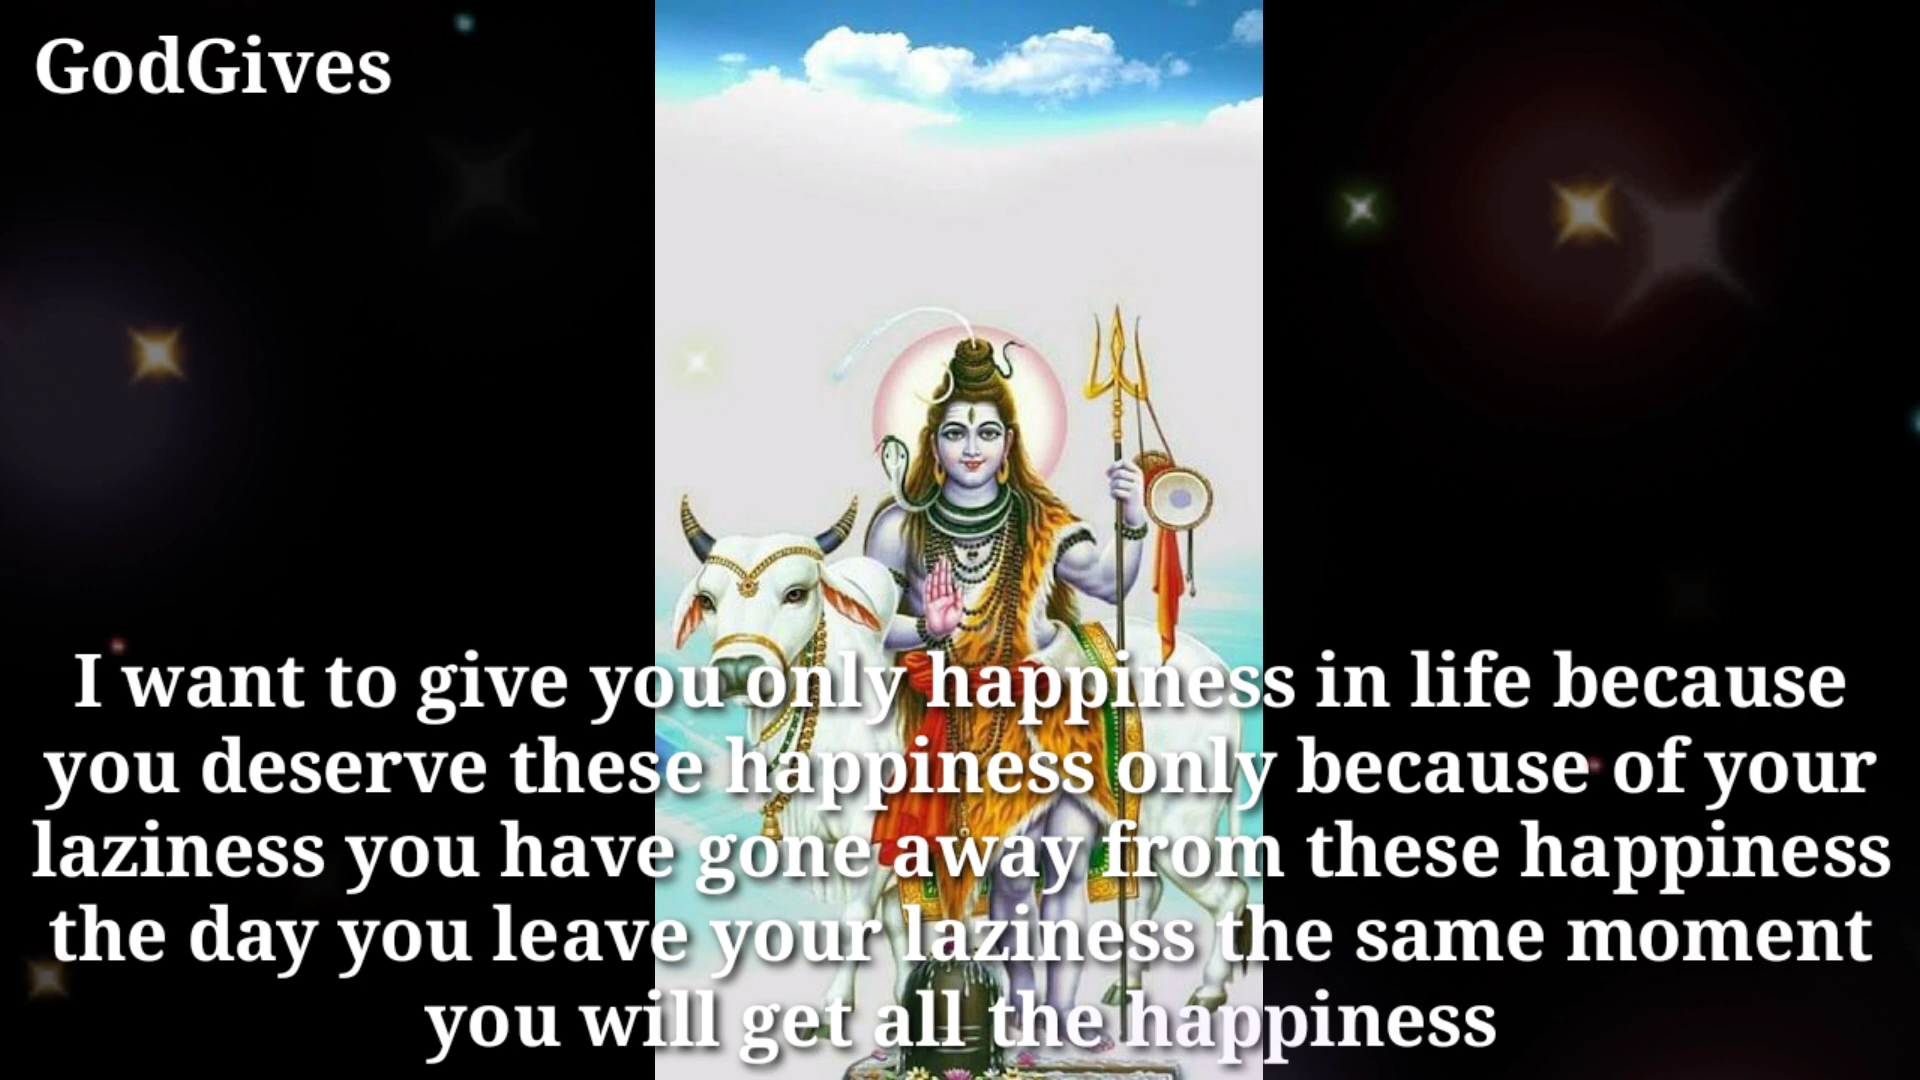 GodGives
I want to give you only happiness in life because
you deserve these happiness only because of your
laziness you have gone away from these happiness
the day you leave your laziness the same moment
you will get all the happiness